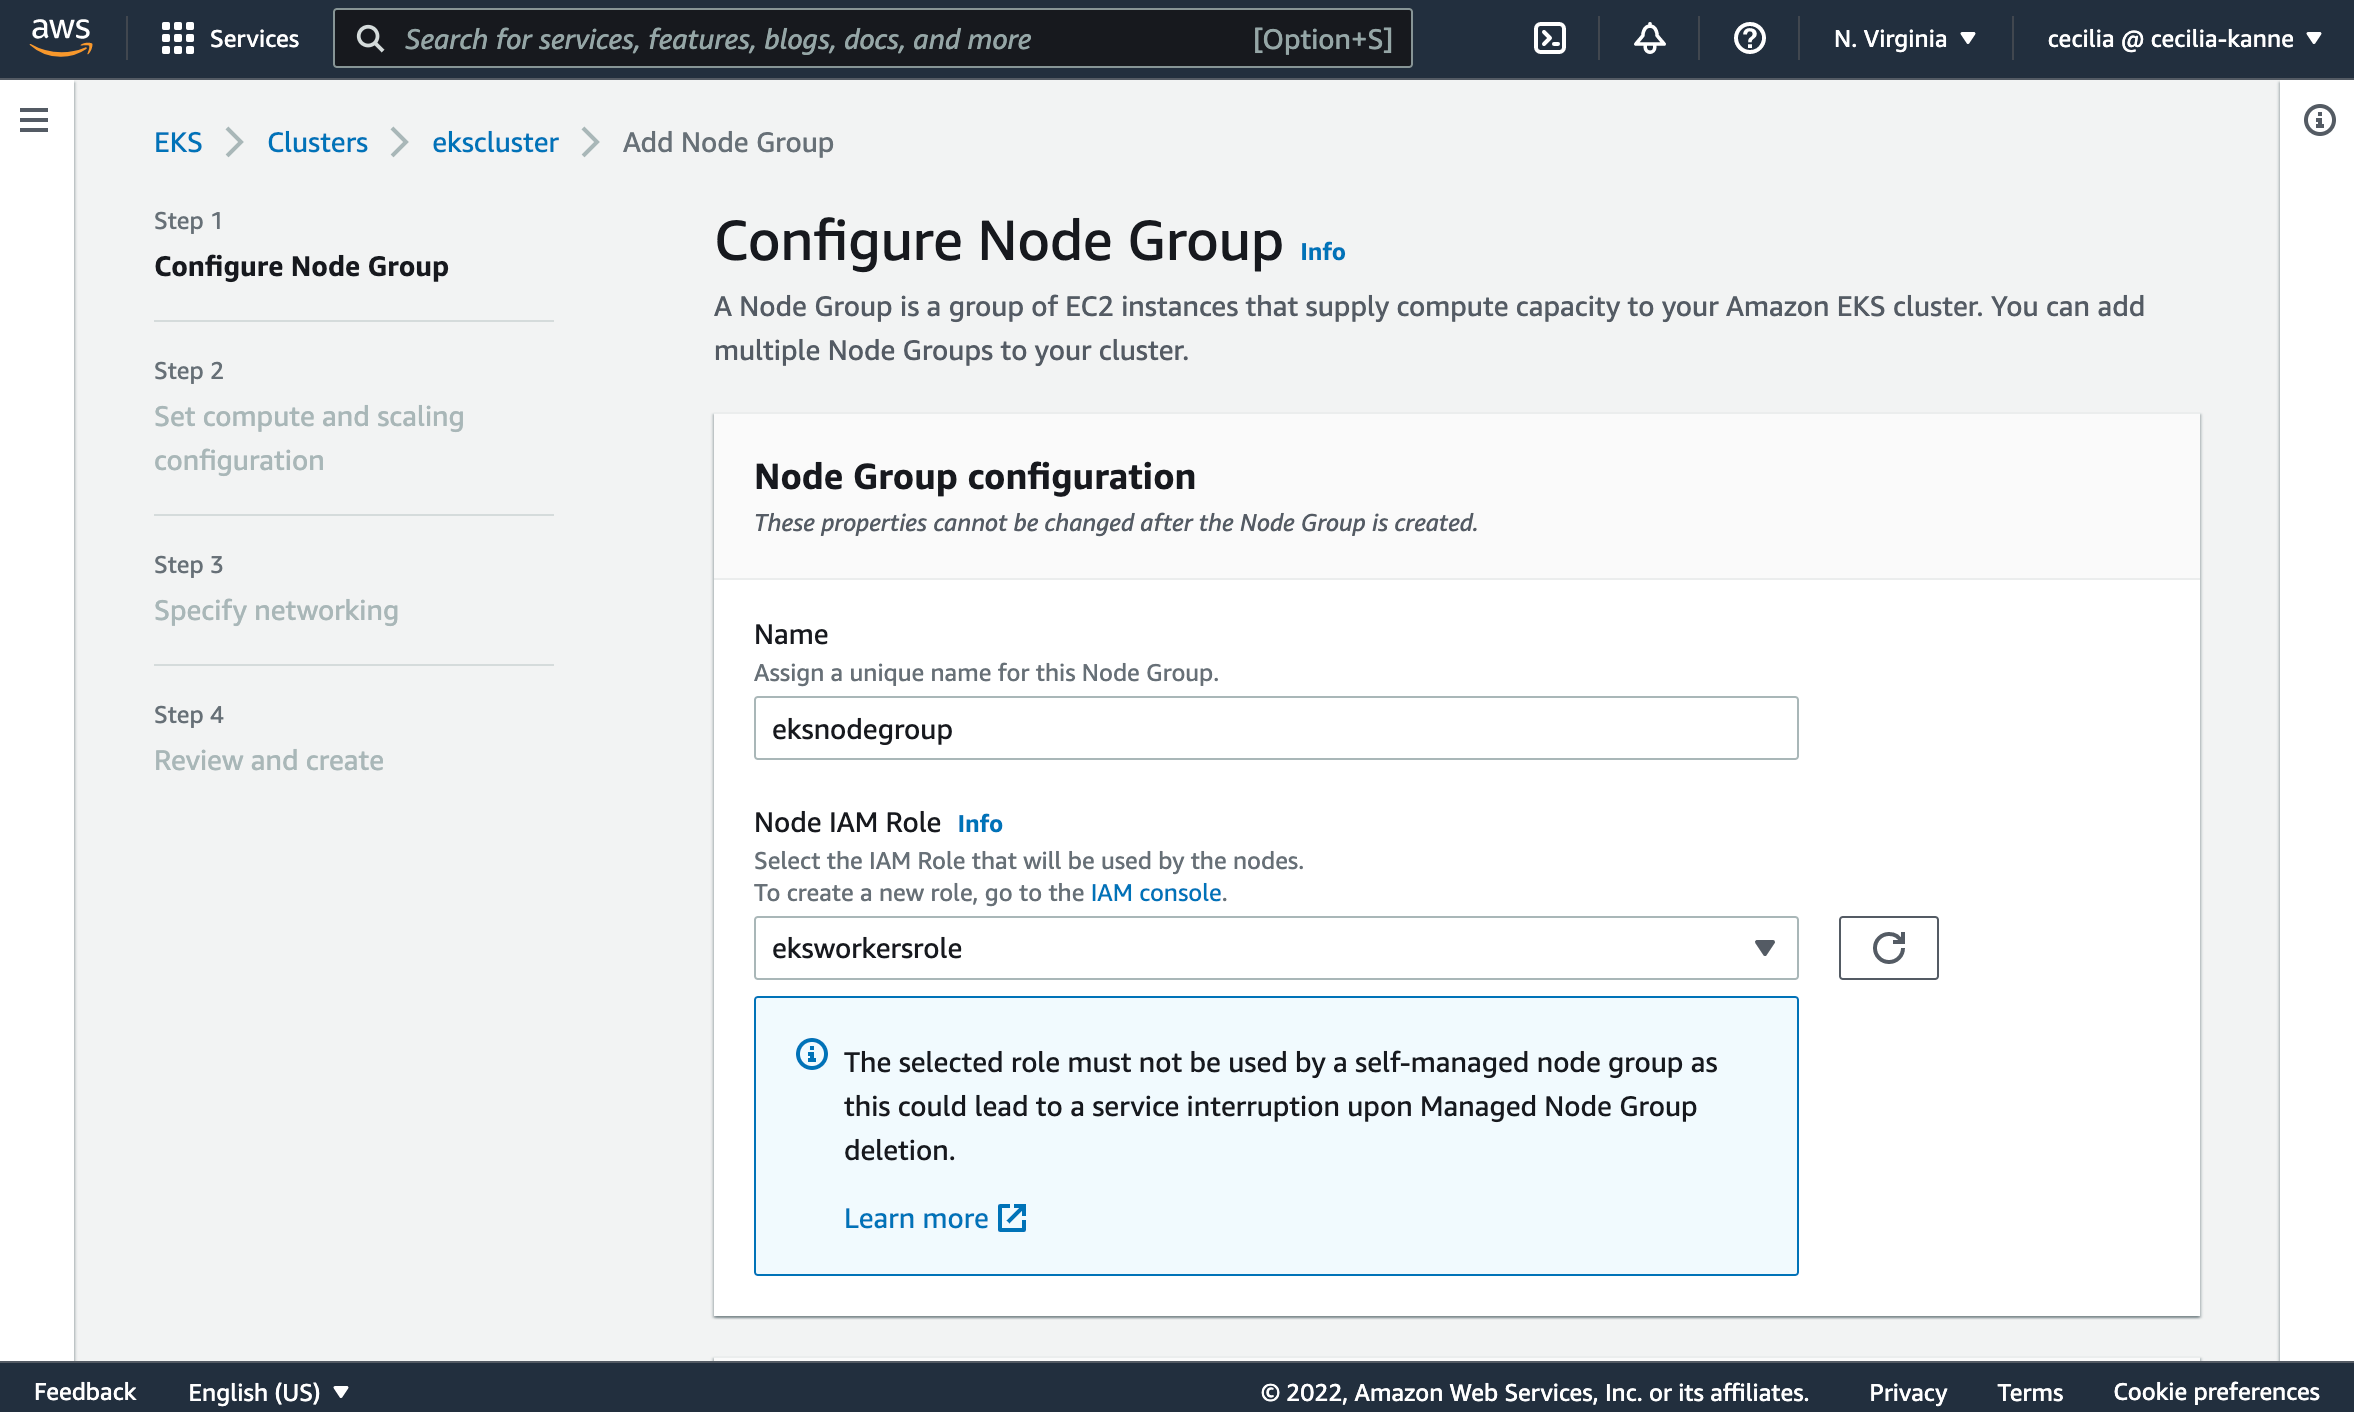 aws
Services
Search for services, features, blogs, docs, and more
[Option+S]
N. Virginia
cecilia @ cecilia-kanne
EKS
Clusters
ekscluster
Add Node Group
Step 1
Configure Node Group
Step 2
Set compute and scaling
configuration
Step 3
Specify networking
Step 4
Review and create
Configure Node Group Info
A Node Group is a group of EC2 instances that supply compute capacity to your Amazon EKS cluster. You can add
multiple Node Groups to your cluster.
Node Group configuration
These properties cannot be changed after the Node Group is created.
Name
Assign a unique name for this Node Group.
eksnodegroup
Node IAM Role Info
Select the IAM Role that will be used by the nodes.
To create a new role, go to the IAM console.
eksworkersrole
The selected role must not be used by a self-managed node group as
this could lead to a service interruption upon Managed Node Group
deletion.
Learn more
Feedback
English (US)
© 2022, Amazon Web Services, Inc. or its affiliates.
Privacy
Terms
Cookie preferences